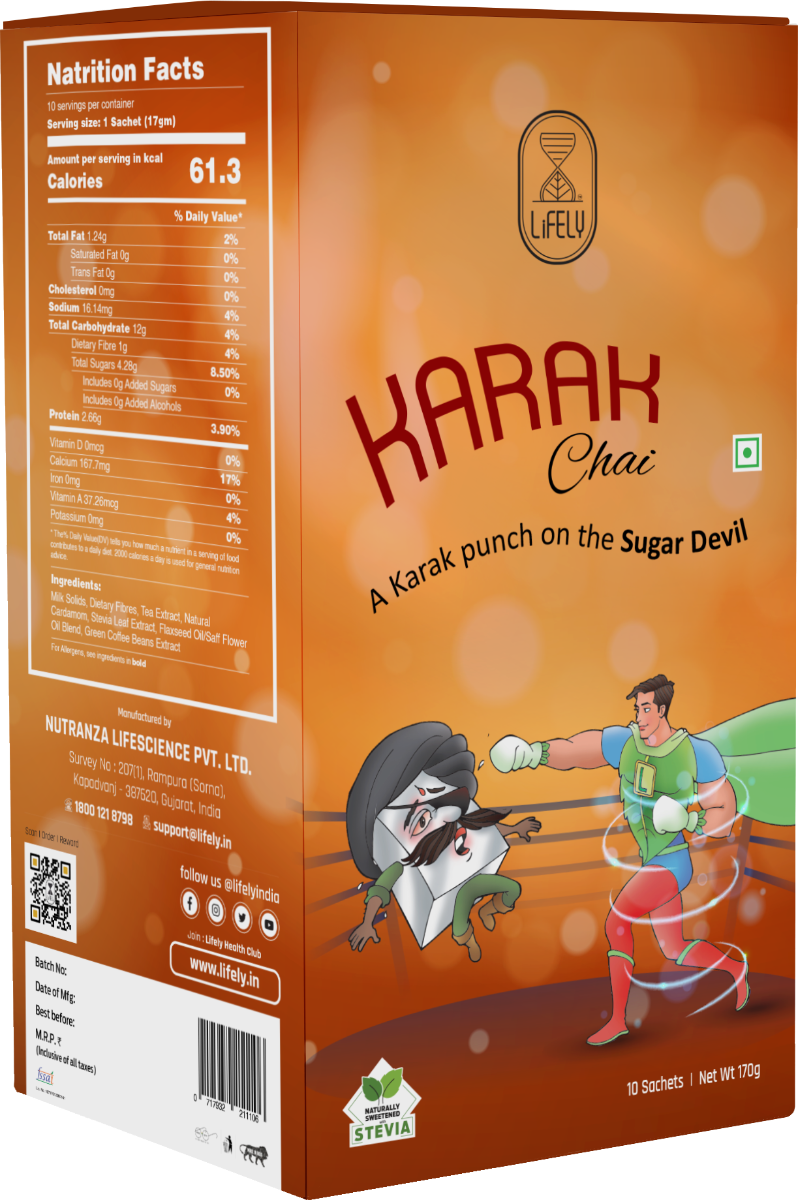 Natrition Facts
10 servings per container
Serving size: 1 Sachet (17gm)
Amount per serving in kcal
Calories 61.3
% Daily Value*
Total Fat 1.24g 2%
Saturated Fat 0g 0%
Trans Fat 0g 0%
Cholesterol 0mg 0%
Sodium 16.14mg 4%
Total Carbohydrate 12g 4%
Dietary Fibre 1g 4%
Total Sugars 4.28g 8.50%
Includes 0g Added Sugars 0%
Includes 0g Added Alcohols
Protein 2.66g 3.90%
Vitamin D 0mcg 0%
Calcium 167.7mg 17%
Iron 0mg 0%
Vitamin A 37.26mcg 4%
Potassium 0mg 0%
* The% Daily Value(DV) tells you how much a nutrient in a serving of food
contributes to a daily diet. 2000 calories a day is used for general nutrition
advice.
Ingredients:
Milk Solids, Dietary Fibres, Tea Extract, Natural
Cardamom, Stevia Leaf Extract, Flaxseed Oil/Saff Flower
Oil Blend, Green Coffee Beans Extract
For Allergens, see ingredients in bold
Manufactured by
NUTRANZA LIFESCIENCE PVT. LTD.
Survey No : 207(1), Rampura (Sorna),
Kapadvanj - 387620, Gujarat, India
1800 121 8798 support@lifely.in
Scan | Order | Reward
follow us @lifelyindia
Join : Lifely Health Club
www.lifely.in
Batch No:
Date of Mfg:
Best before:
M.R.P. ₹
(Inclusive of all taxes)
fssai
0 717932 211106
LiFELY
KARAK
Chai
A Karak punch on the Sugar Devil
L
NATURALLY
SWEETENED
STEVIA
10 Sachets | Net Wt 170g